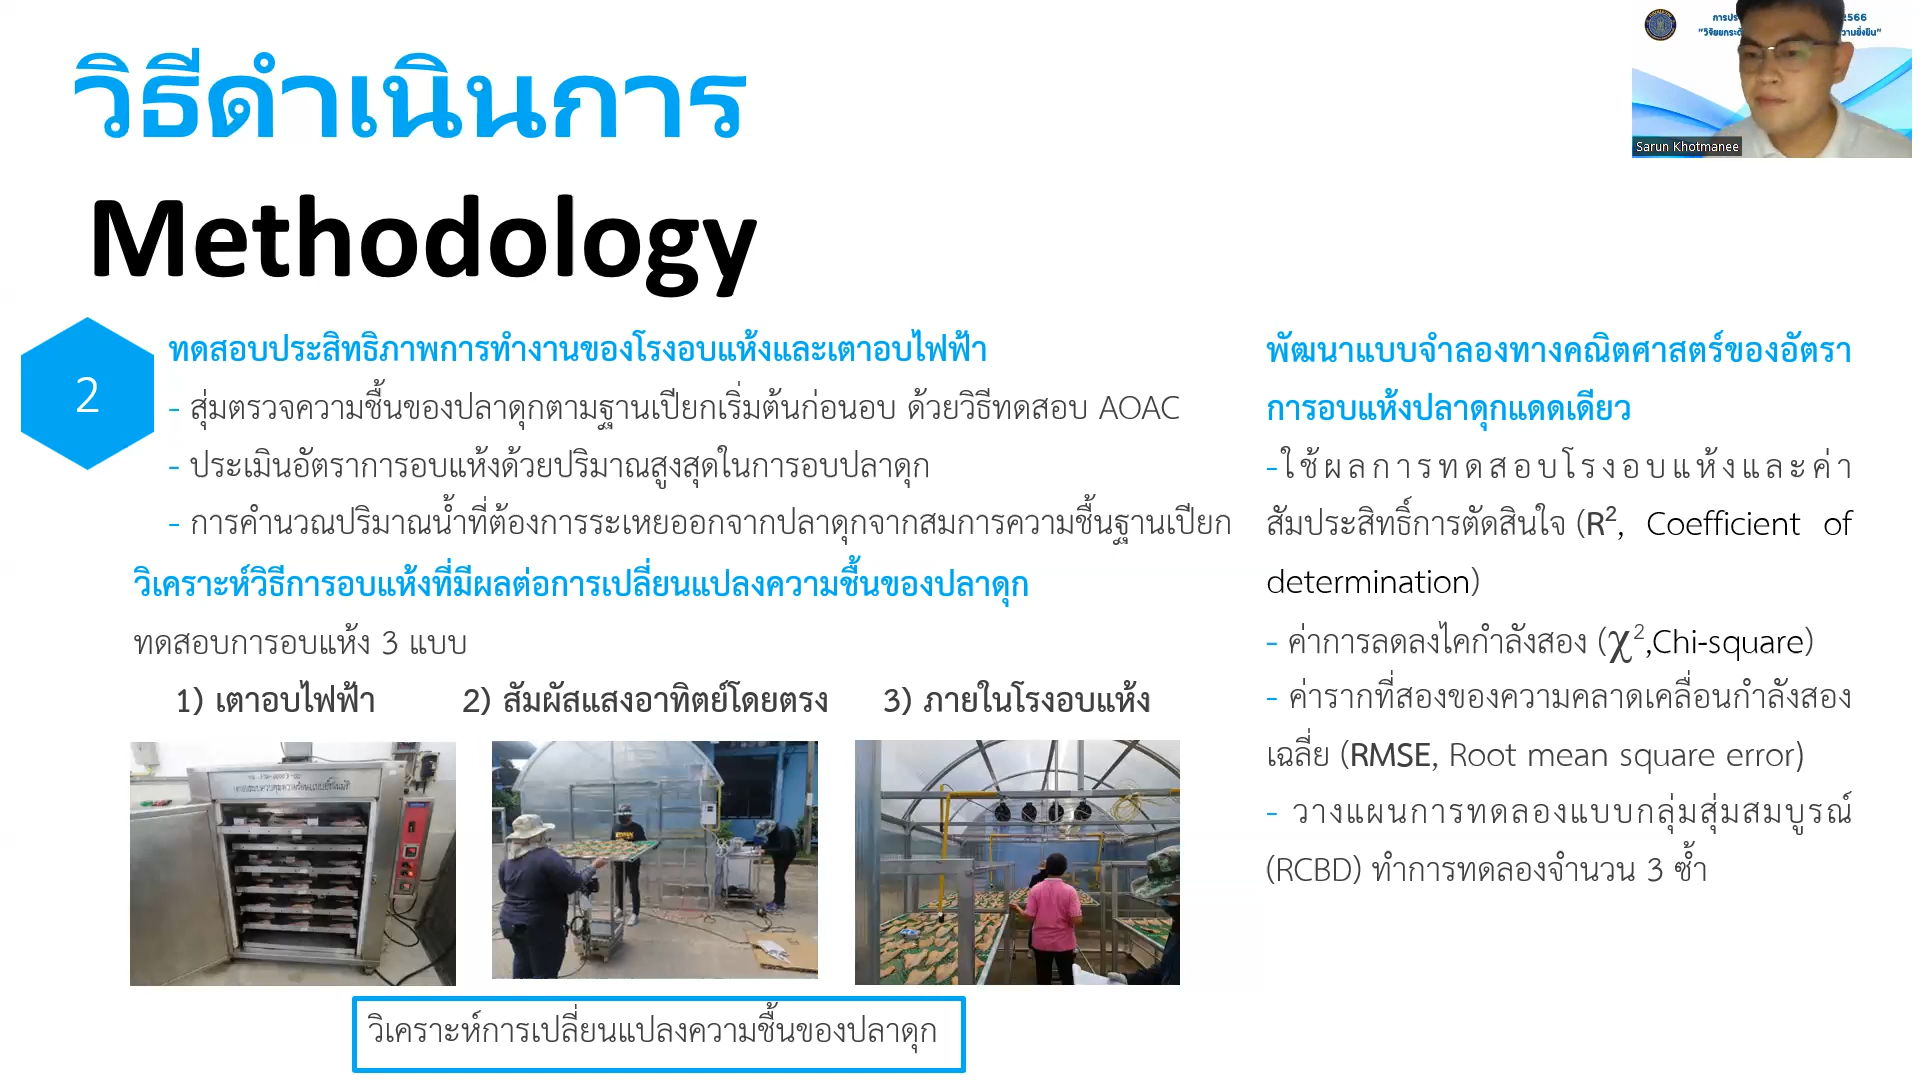 วิธีดำเนินการ
Methodology
2
ทดสอบประสิทธิภาพการทำงานของโรงอบแห้งและเตาอบไฟฟ้า
- สุ่มตรวจความชื้นของปลาดุกตามฐานเปียกเริ่มต้นก่อนอบ ด้วยวิธีทดสอบ AOAC
- ประเมินอัตราการอบแห้งด้วยปริมาณสูงสุดในการอบปลาดุก
- การคำนวณปริมาณน้ำที่ต้องการระเหยออกจากปลาดุกจากสมการความชื้นฐานเปียก
วิเคราะห์วิธีการอบแห้งที่มีผลต่อการเปลี่ยนแปลงความชื้นของปลาดุก
ทดสอบการอบแห้ง 3 แบบ
1) เตาอบไฟฟ้า
2) สัมผัสแสงอาทิตย์โดยตรง
3) ภายในโรงอบแห้ง
วิเคราะห์การเปลี่ยนแปลงความชื้นของปลาดุก
พัฒนาแบบจำลองทางคณิตศาสตร์ของอัตรา
การอบแห้งปลาดุกแดดเดียว
-ใช้ผลการทดสอบโรงอบแห้งและค่า
สัมประสิทธิ์การตัดสินใจ (R², Coefficient of
determination)
- ค่าการลดลงไคกำลังสอง (χ²,Chi-square)
- ค่ารากที่สองของความคลาดเคลื่อนกำลังสอง
เฉลี่ย (RMSE, Root mean square error)
- วางแผนการทดลองแบบกลุ่มสุ่มสมบูรณ์
(RCBD) ทำการทดลองจำนวน 3 ซ้ำ
Sarun Khotmanee